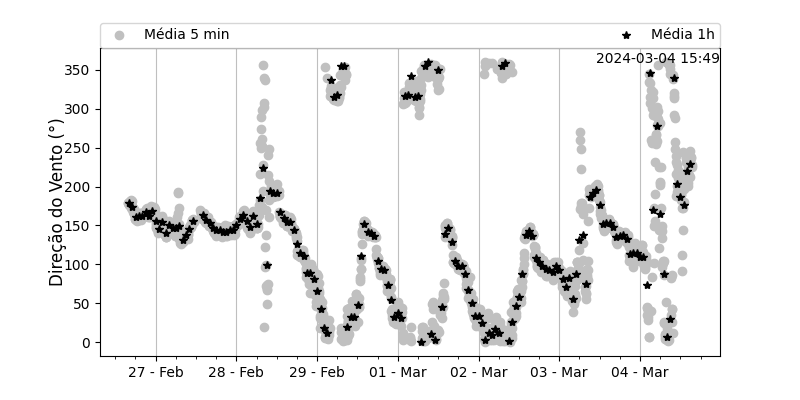 Média 5 min
Média 1h
2024-03-04 15:49
Direção do Vento (°)
350
300
250
200
150
100
50
0
27 - Feb
28 - Feb
29 - Feb
01 - Mar
02 - Mar
03 - Mar
04 - Mar